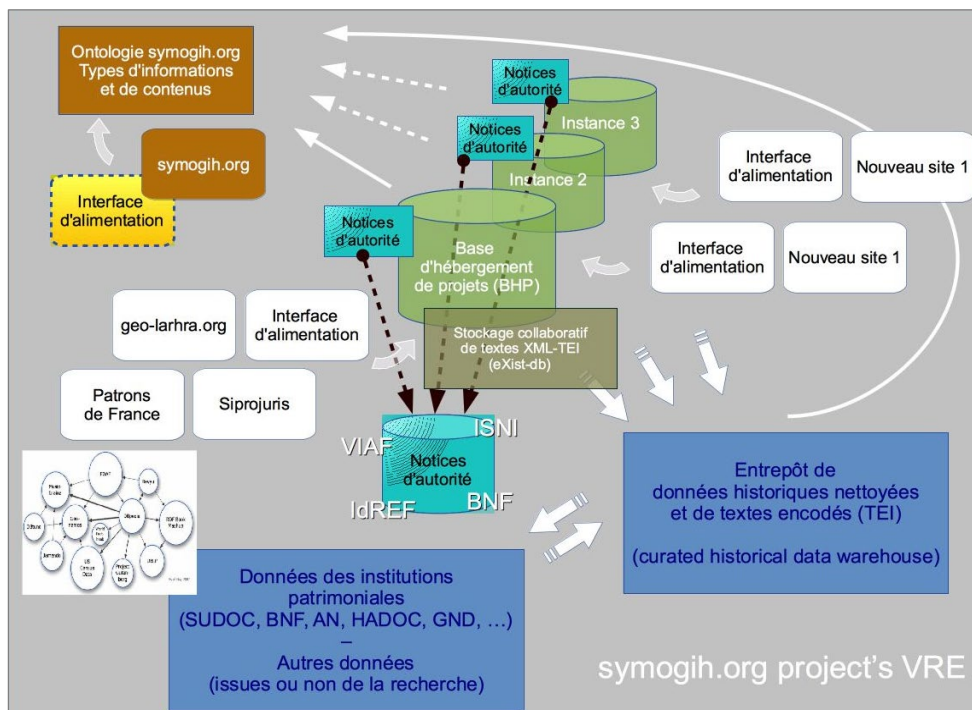 Ontologie symogih.org
Types d'informations
et de contenus
symogih.org
Interface
d'alimentation
Notices
d'autorité
Instance 3
Notices
d'autorité
Instance 2
Notices
d'autorité
Base
d'hébergement
de projets (BHP)
Interface
d'alimentation
Nouveau site 1
Interface
d'alimentation
Nouveau site 1
geo-larhra.org
Interface
d'alimentation
Stockage collaboratif
de textes XML-TEI
(eXist-db)
Patrons
de France
Siprojuris
VIAF
ISNI
Notices
d'autorité
IdREF
BNF
Entrepôt de
données historiques nettoyées
et de textes encodés (TEI)
(curated historical data warehouse)
Données des institutions
patrimoniales
(SUDOC, BNF, AN, HADOC, GND, …)
–
Autres données
(issues ou non de la recherche)
symogih.org project's VRE